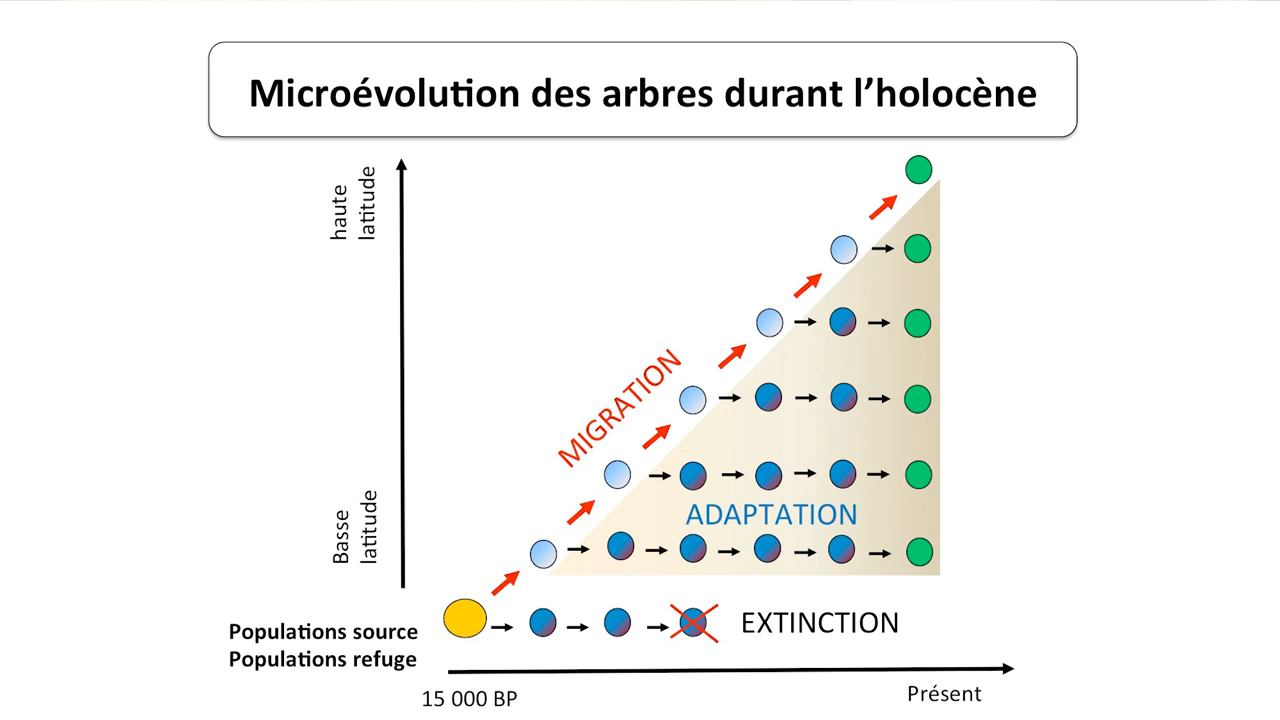 Microévolution des arbres durant l’holocène
haute
latitude
MIGRATION
ADAPTATION
Basse
latitude
EXTINCTION
Populations source
Populations refuge
15 000 BP
Présent